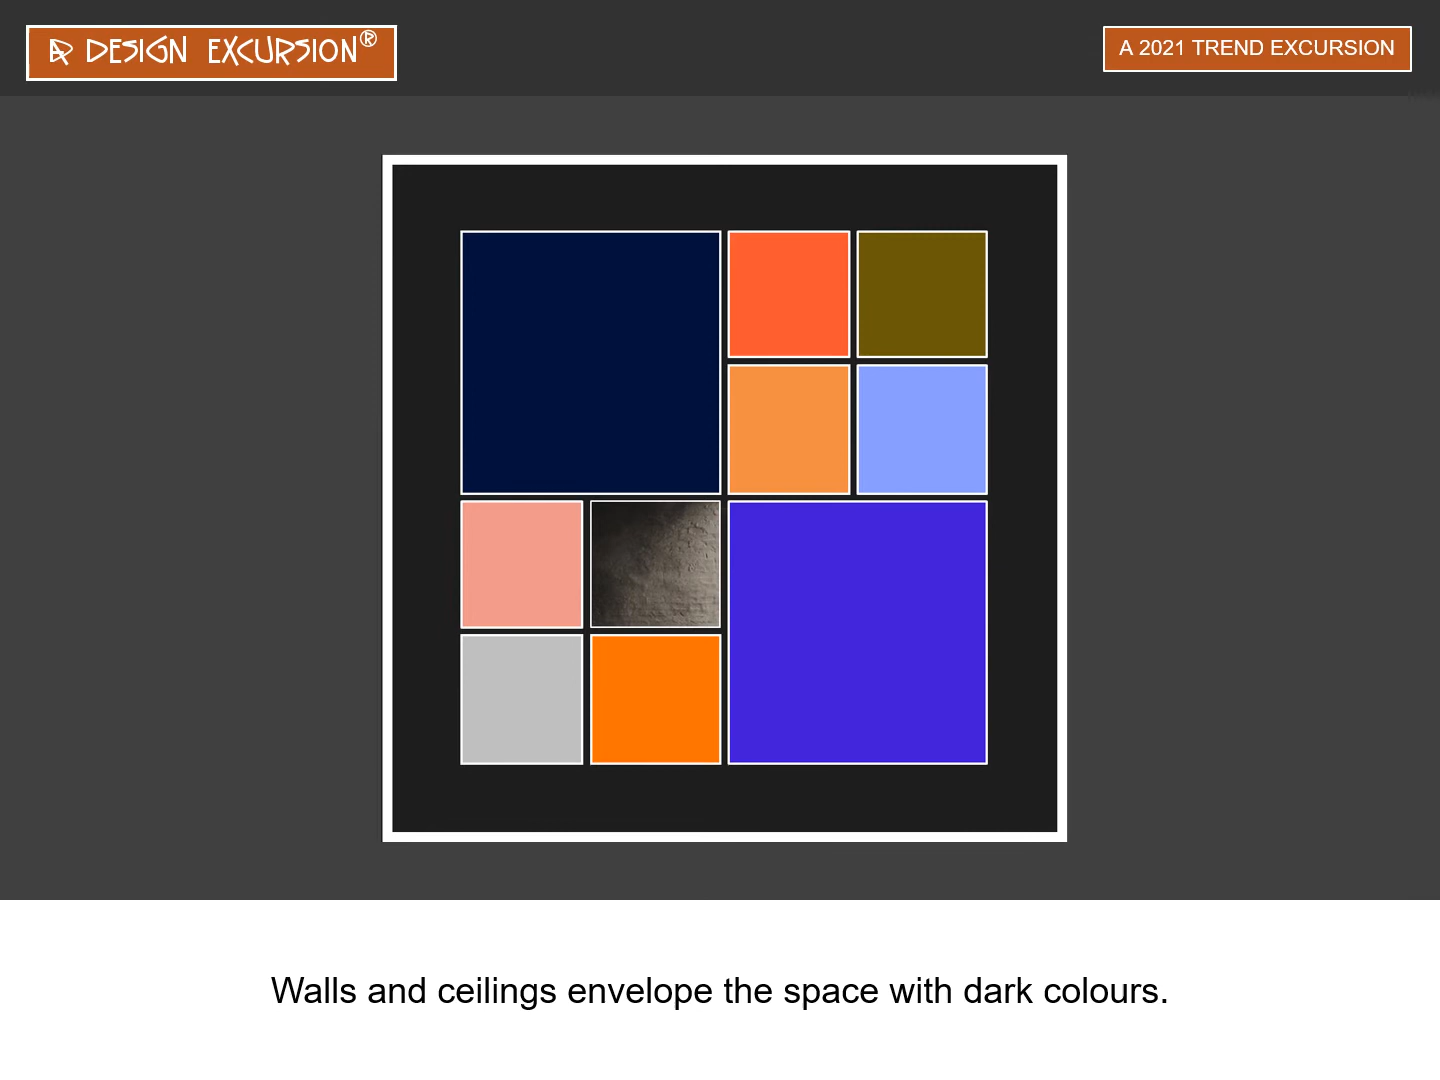 DESIGN EXCURSION®
A 2021 TREND EXCURSION
Walls and ceilings envelope the space with dark colours.